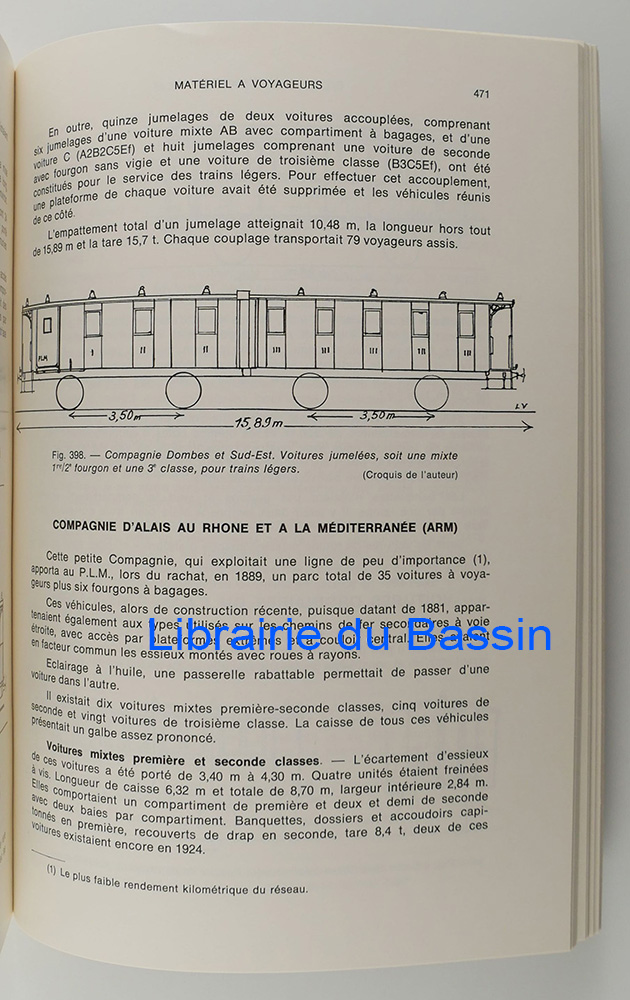 MATÉRIEL A VOYAGEURS
471
En outre, quinze jumelages de deux voitures accouplées, comprenant
six jumelages d'une voiture mixte AB avec compartiment à bagages, et d'une
voiture C (A2B2C5Ef) et huit jumelages comprenant une voiture de seconde
avec fourgon sans vigie et une voiture de troisième classe (B3C5Ef), ont été
constitués pour le service des trains légers. Pour effectuer cet accouplement,
une plateforme de chaque voiture avait été supprimée et les véhicules réunis
de ce côté.
L'empattement total d'un jumelage atteignait 10,48 m, la longueur hors tout
de 15,89 m et la tare 15,7 t. Chaque couplage transportait 79 voyageurs assis.
P.L.M. I II II III III III III III
LV
3,50m 3,50m
15,89m
Fig. 398. — Compagnie Dombes et Sud-Est. Voitures jumelées, soit une mixte
1re/2e fourgon et une 3e classe, pour trains légers.
(Croquis de l'auteur)
COMPAGNIE D'ALAIS AU RHONE ET A LA MÉDITERRANÉE (ARM)
Cette petite Compagnie, qui exploitait une ligne de peu d'importance (1),
apporta au P.L.M., lors du rachat, en 1889, un parc total de 35 voitures à voya-
geurs plus six fourgons à bagages.
Ces véhicules, alors de construction récente, puisque datant de 1881, appar-
tenaient également aux types utilisés sur les chemins de fer secondaires à voie
étroite, avec accès par plateformes extrêmes et à couloir central. Elles avaient
en facteur commun les essieux montés avec roues à rayons.
Librairie du Bassin
Eclairage à l'huile, une passerelle rabattable permettait de passer d'une
voiture dans l'autre.
Il existait dix voitures mixtes première-seconde classes, cinq voitures de
seconde et vingt voitures de troisième classe. La caisse de tous ces véhicules
présentait un galbe assez prononcé.
Voitures mixtes première et seconde classes. — L'écartement d'essieux
de ces voitures a été porté de 3,40 m à 4,30 m. Quatre unités étaient freinées
à vis. Longueur de caisse 6,32 m et totale de 8,70 m, largeur intérieure 2,84 m.
Elles comportaient un compartiment de première et deux et demi de seconde
avec deux baies par compartiment. Banquettes, dossiers et accoudoirs capi-
tonnés en première, recouverts de drap en seconde, tare 8,4 t, deux de ces
voitures existaient encore en 1924.
(1) Le plus faible rendement kilométrique du réseau.